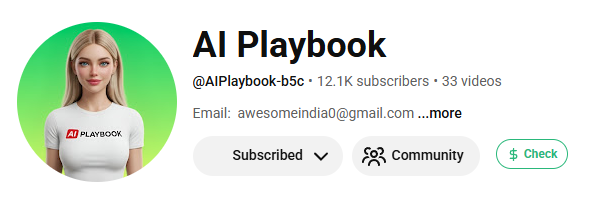 AI Playbook
@AIPlaybook-b5c • 12.1K subscribers • 33 videos
Email: awesomeindia0@gmail.com ...more
AI PLAYBOOK
Subscribed
Community
$ Check